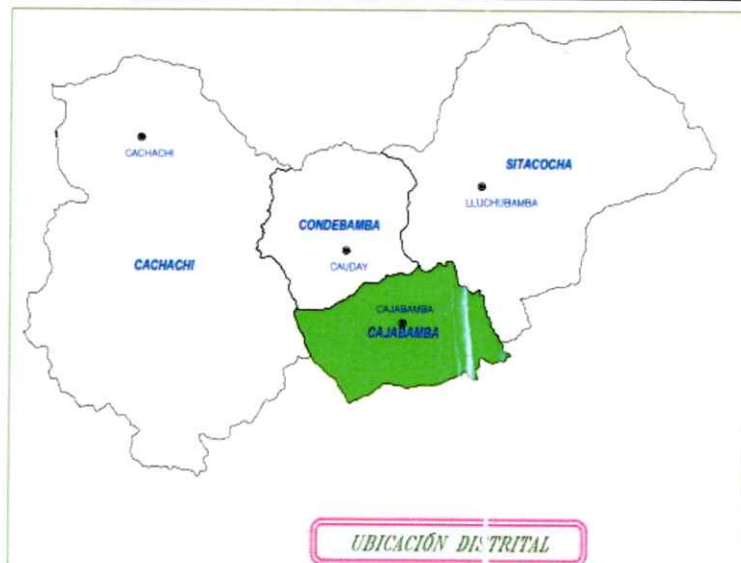 CACHACHI
SITACOCHA
LLUCHUBAMBA
CONDEBAMBA
CAUDAY
CACHACHI
CAJABAMBA
CAJABAMBA
UBICACIÓN DISTRITAL